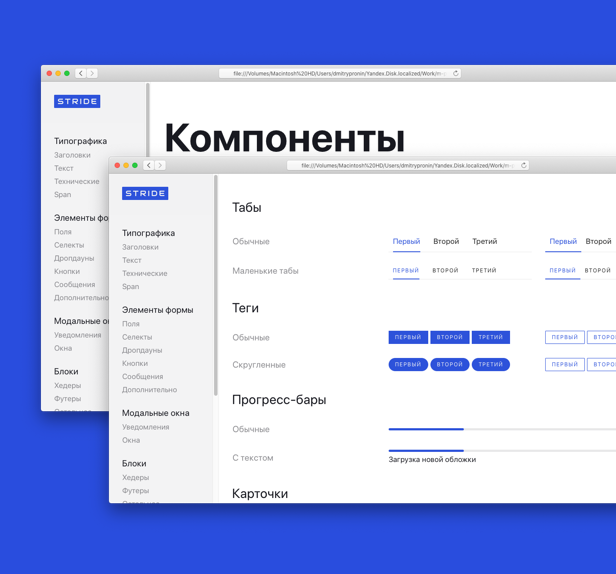 file:///Volumes/Macintosh%20HD/Users/dmitrypronin/Yandex.Disk.localized/Work/m
STRIDE
Типографика
Заголовки
Текст
Технические
Span
Элементы фо
Поля
Селекты
Дропдауны
Кнопки
Сообщения
Дополнительно
Модальные о
Уведомления
Окна
Блоки
Хедеры
Футеры
Компоненты
file:///Volumes/Macintosh%20HD/Users/dmitrypronin/Yandex.Disk.localized/Work/m
STRIDE
Типографика
Заголовки
Текст
Технические
Span
Элементы формы
Поля
Селекты
Дропдауны
Кнопки
Сообщения
Дополнительно
Модальные окна
Уведомления
Окна
Блоки
Хедеры
Футеры
Табы
Обычные Первый Второй Третий Первый Второй
Маленькие табы ПЕРВЫЙ ВТОРОЙ ТРЕТИЙ ПЕРВЫЙ ВТОРОЙ
Теги
Обычные ПЕРВЫЙ ВТОРОЙ ТРЕТИЙ ПЕРВЫЙ ВТОРО
Скругленные ПЕРВЫЙ ВТОРОЙ ТРЕТИЙ ПЕРВЫЙ ВТОРО
Прогресс-бары
Обычные
С текстом
Загрузка новой обложки
Карточки